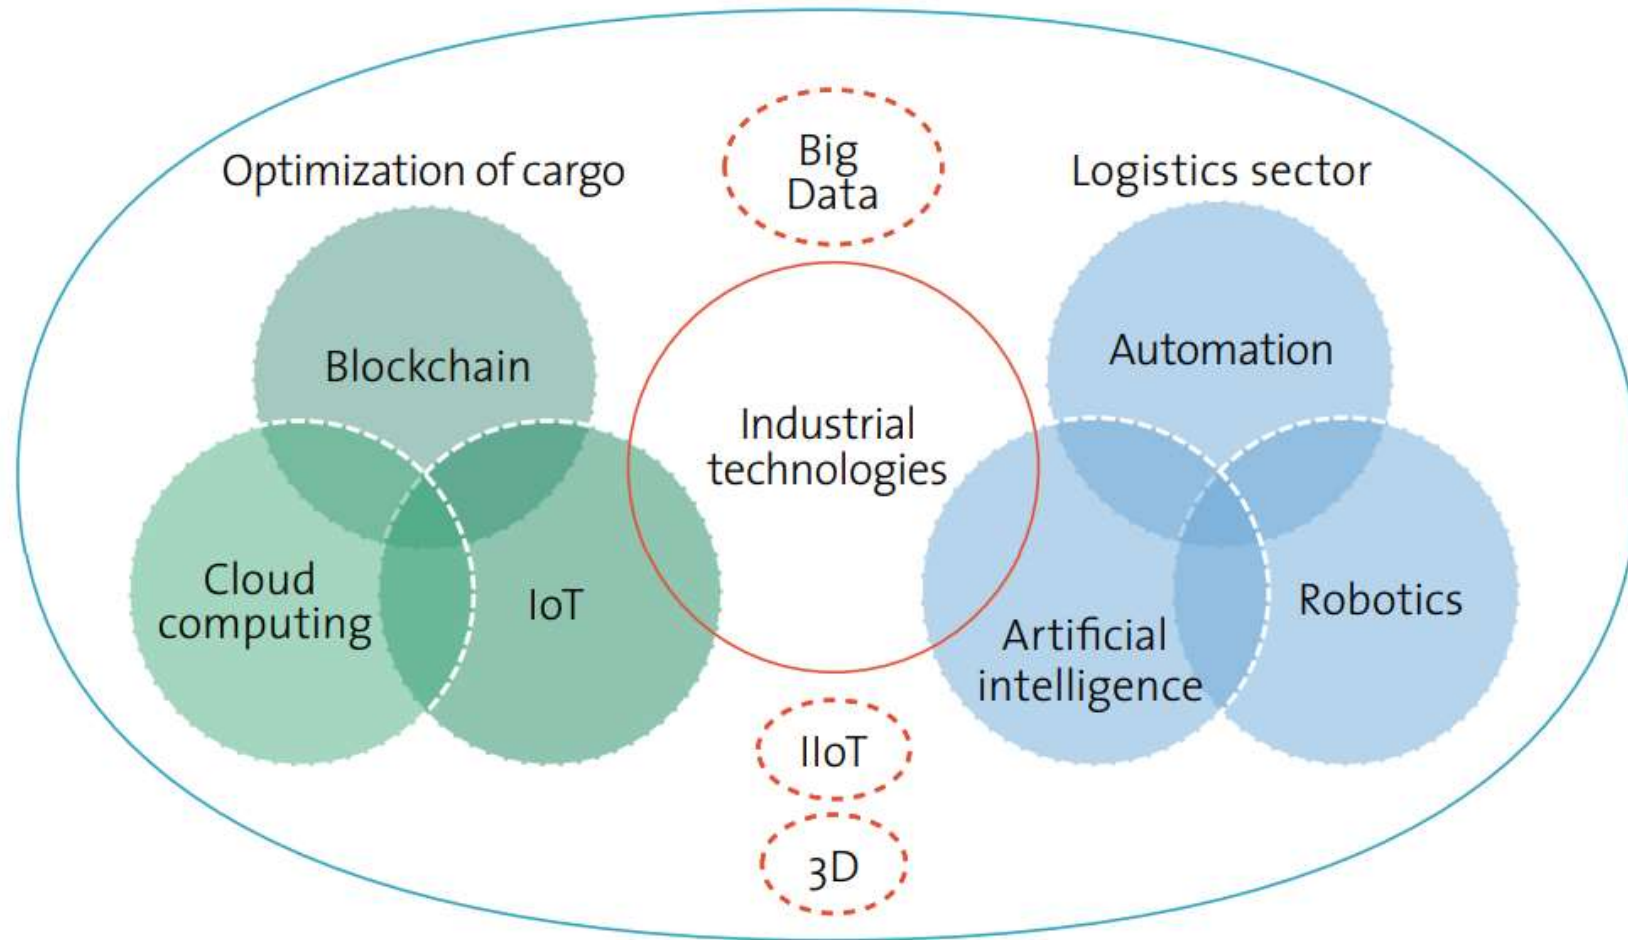 Optimization of cargo
Big
Data
Logistics sector
Blockchain
Cloud
computing
IoT
Industrial
technologies
Automation
Artificial
intelligence
Robotics
IIoT
3D